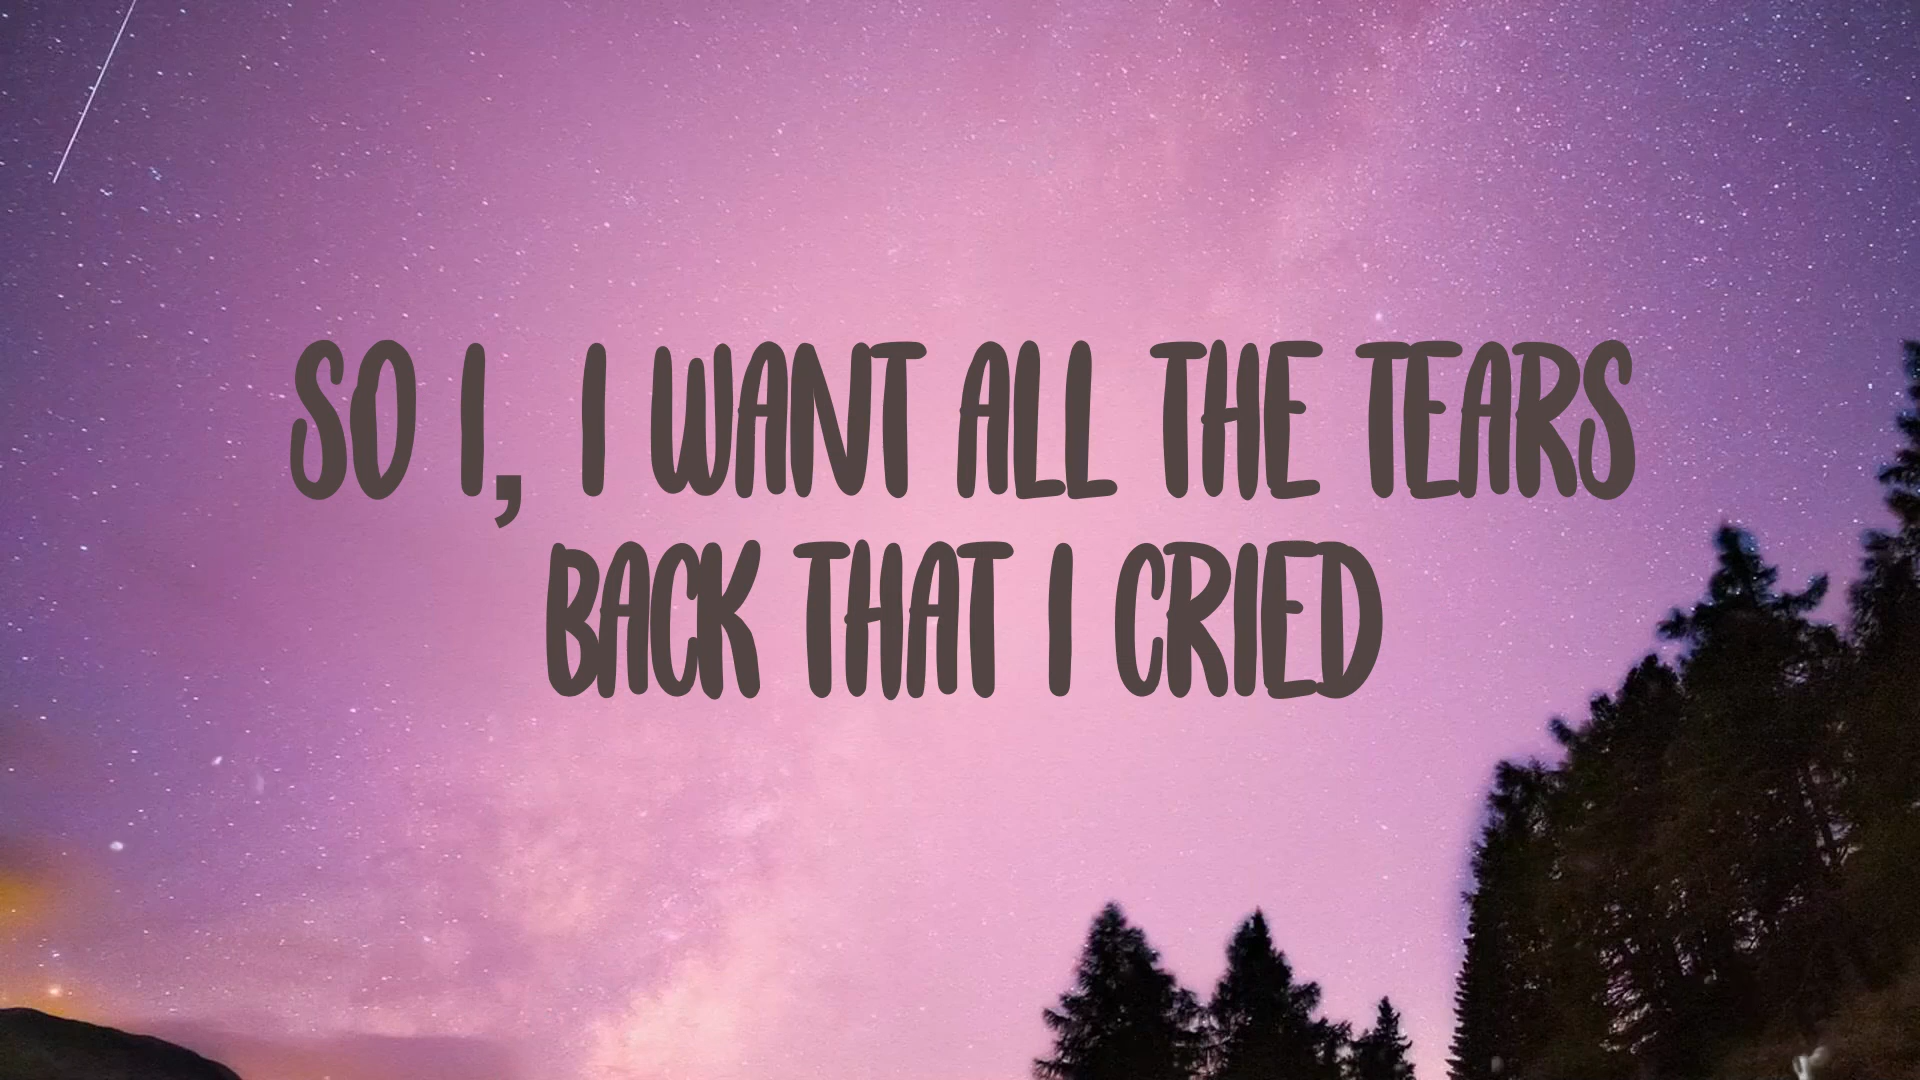 SO I, I WANT ALL THE TEARS
BACK THAT I CRIED